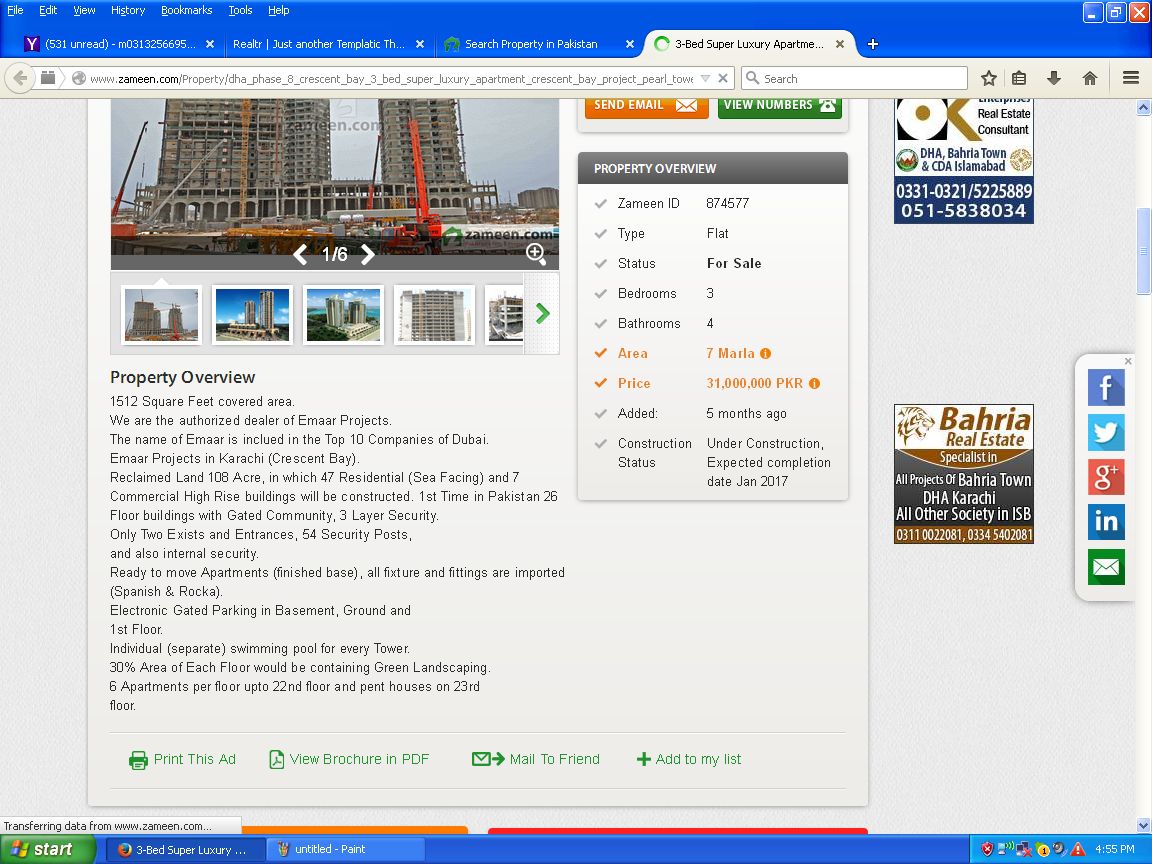 File Edit View History Bookmarks Tools Help
(531 unread) - m0313256695...
Realtr | Just another Templatic Th...
Search Property in Pakistan
3-Bed Super Luxury Apartme...
www.zameen.com/Property/dha_phase_8_crescent_bay_3_bed_super_luxury_apartment_crescent_bay_project_pearl_towe
Search
zameen.com
zameen.com
1/6
SEND EMAIL
VIEW NUMBERS
PROPERTY OVERVIEW
Zameen ID 874577
Type Flat
Status For Sale
Bedrooms 3
Bathrooms 4
Area 7 Marla
Price 31,000,000 PKR
Added: 5 months ago
Construction Status Under Construction,
Expected completion
date Jan 2017
Property Overview
1512 Square Feet covered area.
We are the authorized dealer of Emaar Projects.
The name of Emaar is inclued in the Top 10 Companies of Dubai.
Emaar Projects in Karachi (Crescent Bay).
Reclaimed Land 108 Acre, in which 47 Residential (Sea Facing) and 7
Commercial High Rise buildings will be constructed. 1st Time in Pakistan 26
Floor buildings with Gated Community, 3 Layer Security.
Only Two Exists and Entrances, 54 Security Posts,
and also internal security.
Ready to move Apartments (finished base), all fixture and fittings are imported
(Spanish & Rocka).
Electronic Gated Parking in Basement, Ground and
1st Floor.
Individual (separate) swimming pool for every Tower.
30% Area of Each Floor would be containing Green Landscaping.
6 Apartments per floor upto 22nd floor and pent houses on 23rd
floor.
Print This Ad
View Brochure in PDF
Mail To Friend
Add to my list
OK
Enterprises
Real Estate
Consultant
DHA, Bahria Town
& CDA Islamabad
0331-0321/5225889
051-5838034
Bahria
Real Estate
Specialist in
All Projects Of Bahria Town
DHA Karachi
All Other Society in ISB
0311 0022081, 0334 5402081
Transferring data from www.zameen.com...
start
3-Bed Super Luxury ...
untitled - Paint
4:55 PM